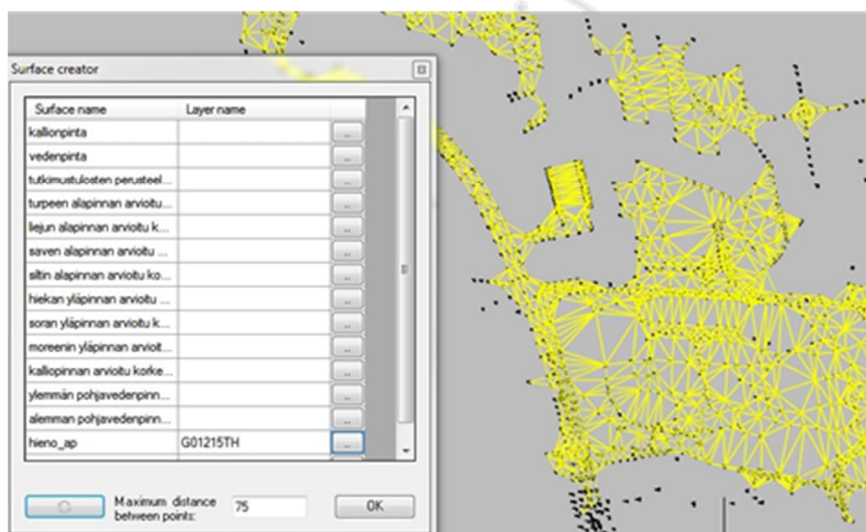 Surface creator
Surface name Layer name
kallionpinta
vedenpinta
tutkimustulosten perusteel...
turpeen alapinnan arvioitu...
liejun alapinnan arvioitu k...
saven alapinnan arvioitu ...
siltin alapinnan arvioitu ko...
hiekan yläpinnan arvioitu ...
soran yläpinnan arvioitu k...
moreenin yläpinnan arvioit...
kalliopinnan arvioitu korke...
ylemmän pohjavedenpinn...
alemman pohjavedenpinn...
hieno_ap G01215TH
Maximum distance
between points: 75 OK